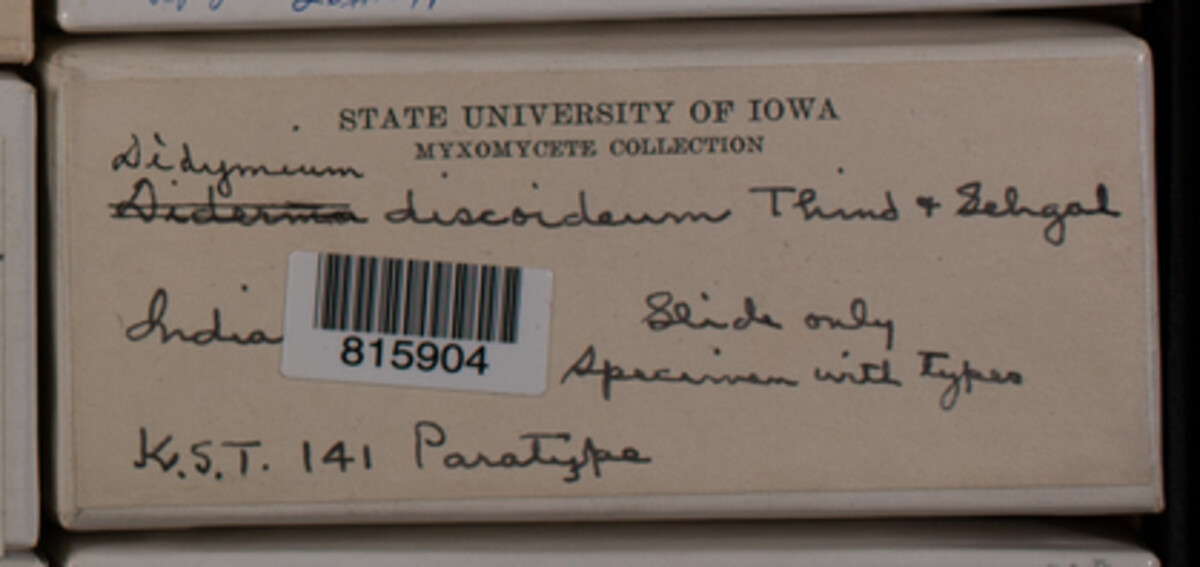 STATE UNIVERSITY OF IOWA
MYXOMYCETE COLLECTION
Didymium
Diderma discoideum Thind & Sehgal
India
815904
Slide only
Specimen with types
K.S.T. 141 Paratype